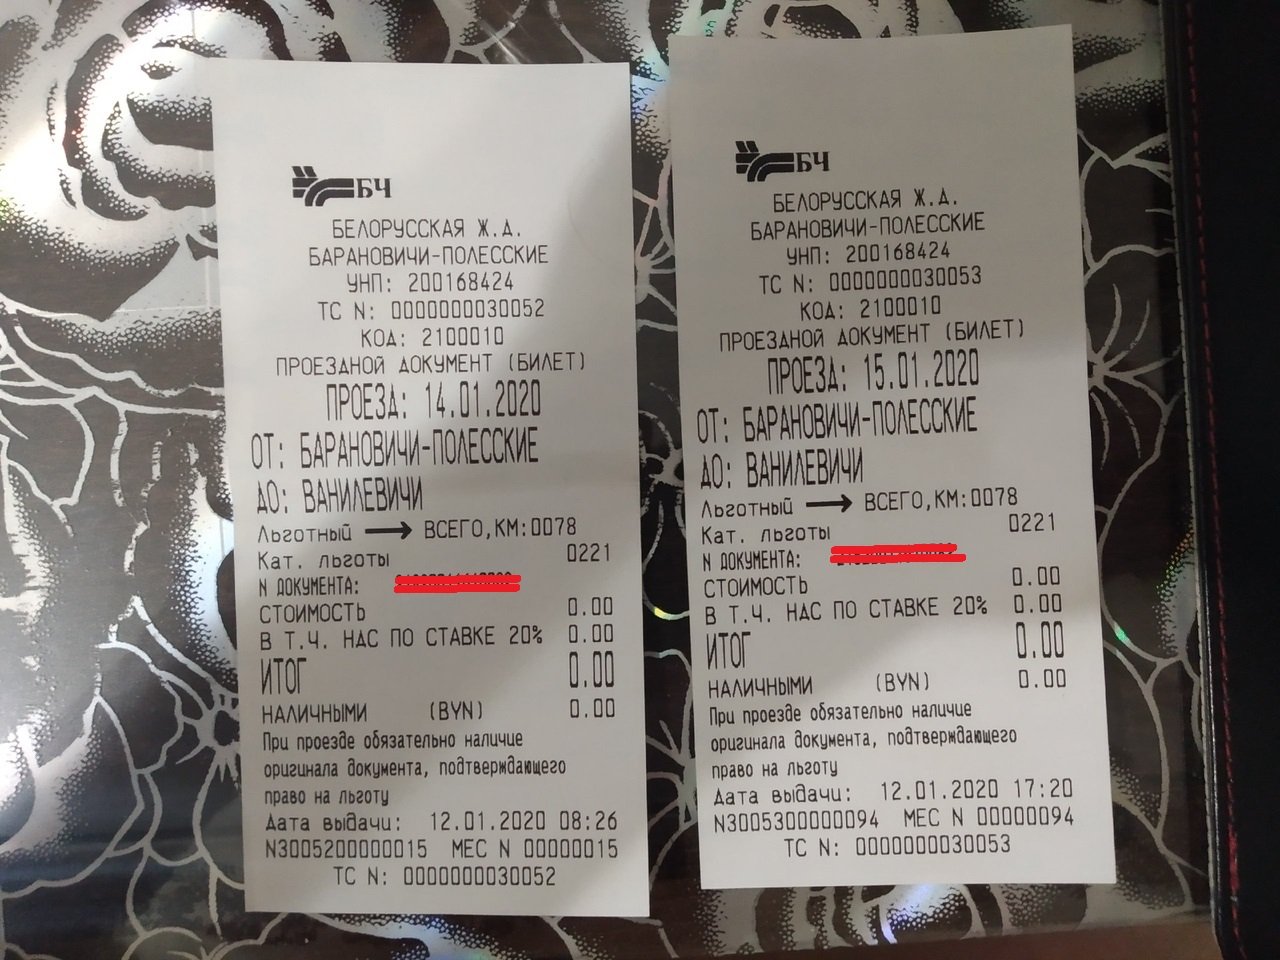 БЧ
БЕЛОРУССКАЯ Ж.Д.
БАРАНОВИЧИ-ПОЛЕССКИЕ
УНП: 200168424
ТС N: 0000000030052
КОД: 2100010
ПРОЕЗДНОЙ ДОКУМЕНТ (БИЛЕТ)
ПРОЕЗД: 14.01.2020
ОТ: БАРАНОВИЧИ-ПОЛЕССКИЕ
ДО: ВАНИЛЕВИЧИ
Льготный → ВСЕГО,КМ:0078
Кат. льготы 0221
N ДОКУМЕНТА:
СТОИМОСТЬ 0.00
В Т.Ч. НДС ПО СТАВКЕ 20% 0.00
ИТОГ 0.00
НАЛИЧНЫМИ (BYN) 0.00
При проезде обязательно наличие
оригинала документа, подтверждающего
право на льготу
Дата выдачи: 12.01.2020 08:26
N3005200000015 МЕС N 00000015
ТС N: 0000000030052
БЧ
БЕЛОРУССКАЯ Ж.Д.
БАРАНОВИЧИ-ПОЛЕССКИЕ
УНП: 200168424
ТС N: 0000000030053
КОД: 2100010
ПРОЕЗДНОЙ ДОКУМЕНТ (БИЛЕТ)
ПРОЕЗД: 15.01.2020
ОТ: БАРАНОВИЧИ-ПОЛЕССКИЕ
ДО: ВАНИЛЕВИЧИ
Льготный → ВСЕГО,КМ:0078
Кат. льготы 0221
N ДОКУМЕНТА:
СТОИМОСТЬ 0.00
В Т.Ч. НДС ПО СТАВКЕ 20% 0.00
ИТОГ 0.00
НАЛИЧНЫМИ (BYN) 0.00
При проезде обязательно наличие
оригинала документа, подтверждающего
право на льготу
Дата выдачи: 12.01.2020 17:20
N3005300000094 МЕС N 00000094
ТС N: 0000000030053